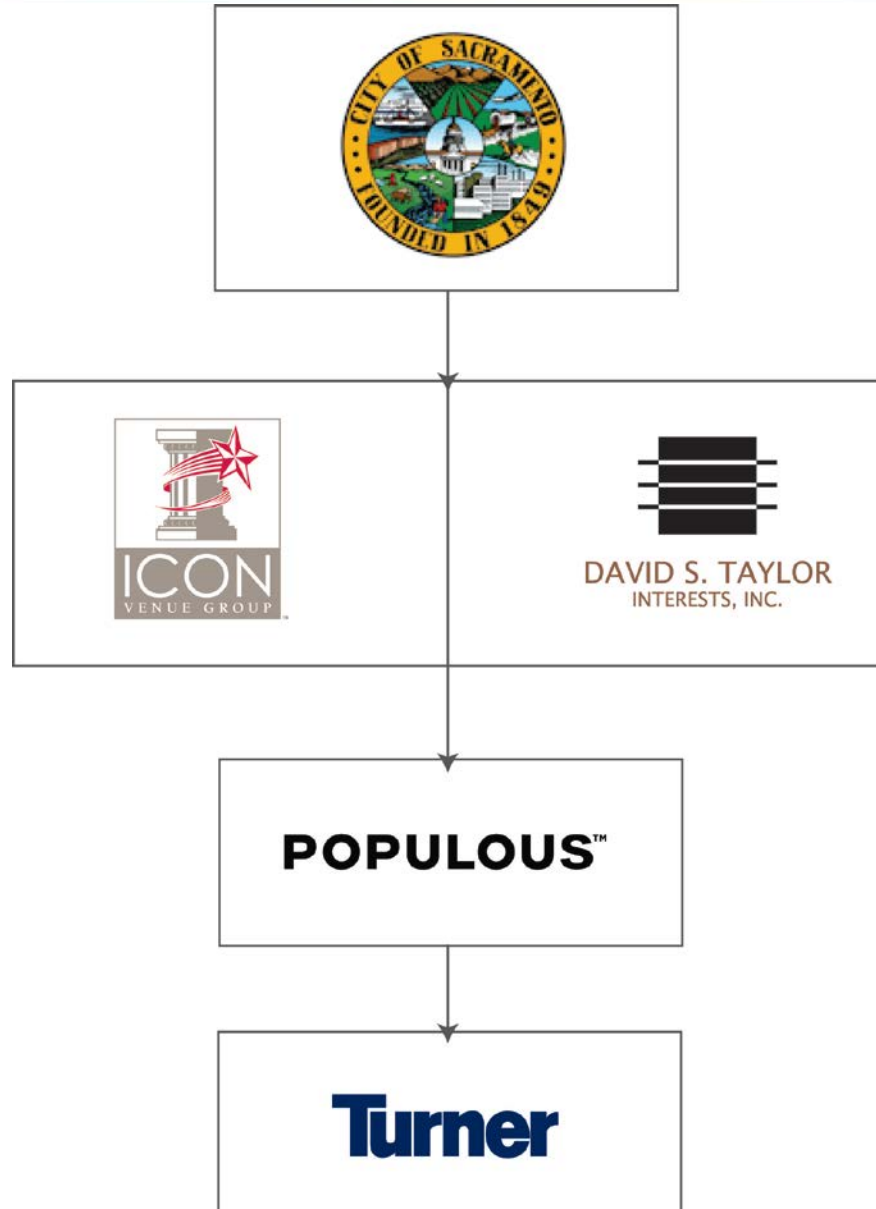 CITY OF SACRAMENTO
FOUNDED IN 1849
ICON
VENUE GROUP
DAVID S. TAYLOR
INTERESTS, INC.
POPULOUS™
Turner